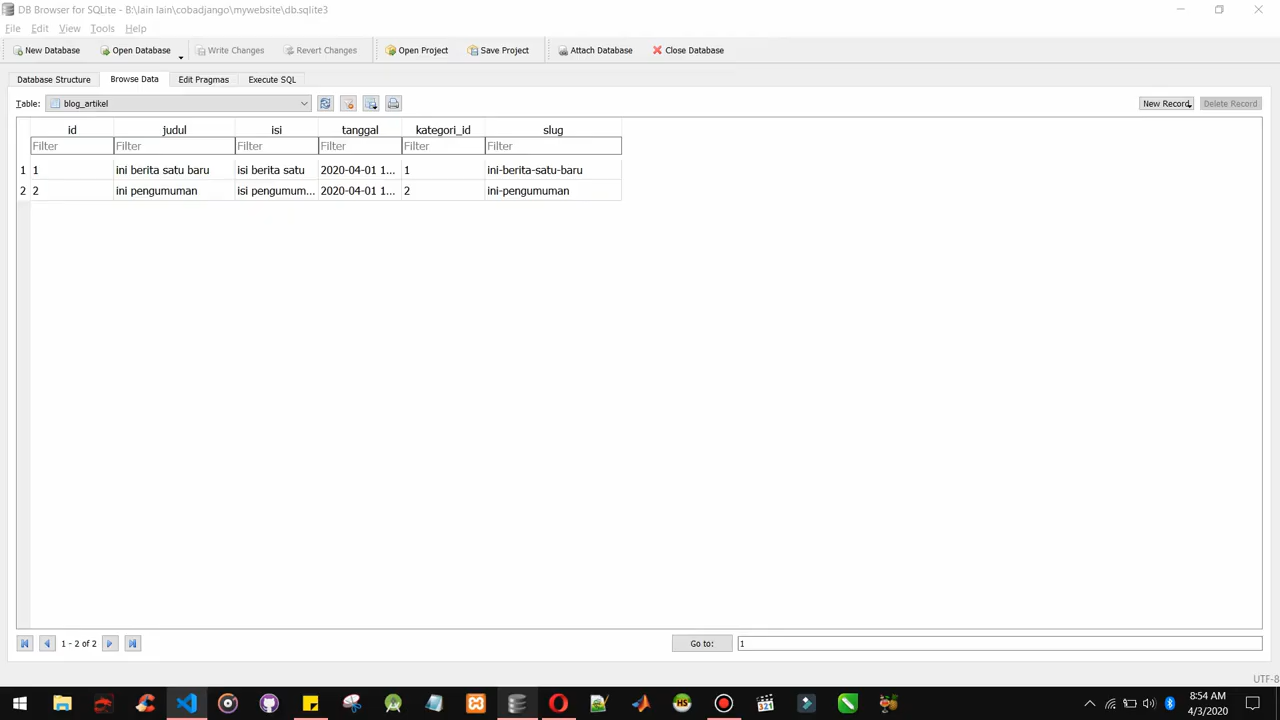 DB Browser for SQLite - B:\lain lain\cobadjango\mywebsite\db.sqlite3
File Edit View Tools Help
New Database Open Database Write Changes Revert Changes Open Project Save Project Attach Database Close Database
Database Structure Browse Data Edit Pragmas Execute SQL
Table: blog_artikel New Record Delete Record
id judul isi tanggal kategori_id slug
Filter Filter Filter Filter Filter Filter
1 1 ini berita satu baru isi berita satu 2020-04-01 1... 1 ini-berita-satu-baru
2 2 ini pengumuman isi pengumum... 2020-04-01 1... 2 ini-pengumuman
1 - 2 of 2 Go to: 1
UTF-8
8:54 AM
4/3/2020